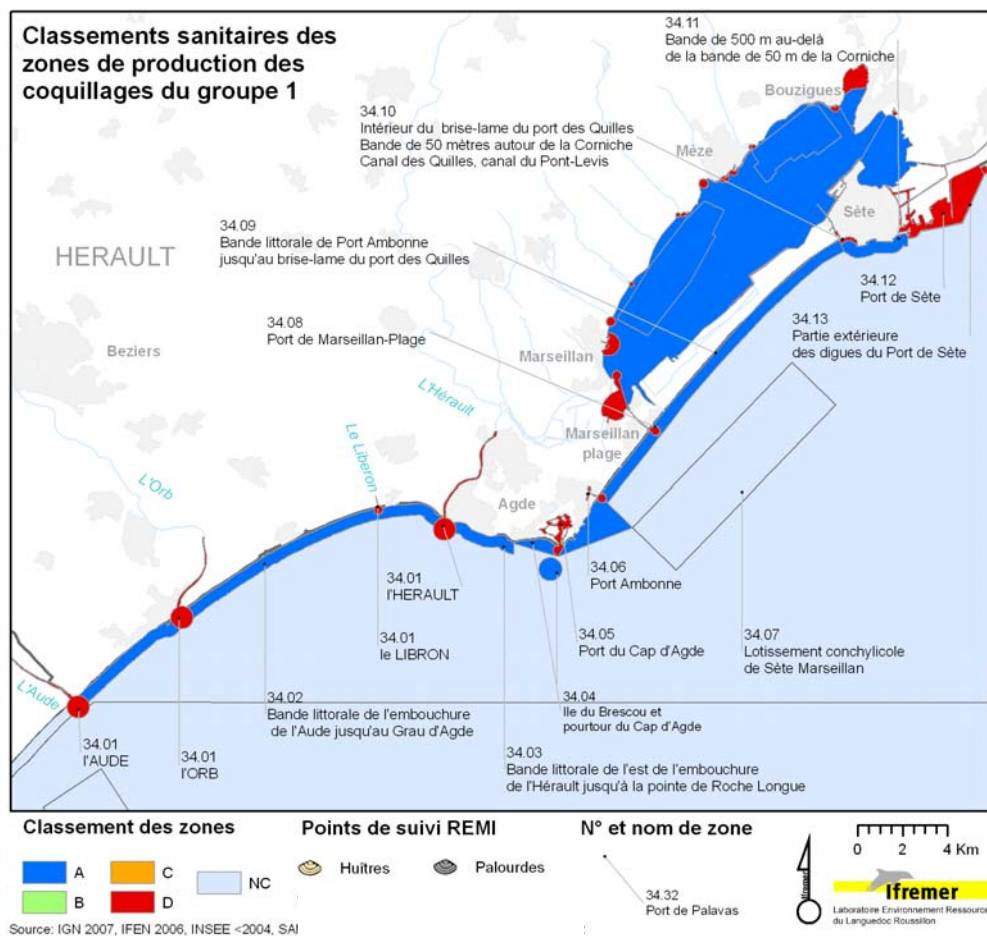 Classements sanitaires des
zones de production des
coquillages du groupe 1
34.11
Bande de 500 m au-delà
de la bande de 50 m de la Corniche
Bouzigues
34.10
Intérieur du brise-lame du port des Quilles
Bande de 50 mètres autour de la Corniche
Canal des Quilles, canal du Pont-Levis
Mèze
Sète
34.09
Bande littorale de Port Ambonne
jusqu'au brise-lame du port des Quilles
HERAULT
34.12
Port de Sète
34.08
Port de Marseillan-Plage
34.13
Partie extérieure
des digues du Port de Sète
Beziers
Marseillan
L'Hérault
Le Liberon
Marseillan
plage
L'Orb
Agde
34.01
l'HERAULT
34.06
Port Ambonne
34.01
le LIBRON
34.05
Port du Cap d'Agde
34.07
Lotissement conchylicole
de Sète Marseillan
L'Aude
34.02
Bande littorale de l'embouchure
de l'Aude jusqu'au Grau d'Agde
34.04
Ile du Brescou et
pourtour du Cap d'Agde
34.01
l'AUDE
34.01
l'ORB
34.03
Bande littorale de l'est de l'embouchure
de l'Hérault jusqu'à la pointe de Roche Longue
Classement des zones
A
C
NC
B
D
Points de suivi REMI
Huîtres
Palourdes
N° et nom de zone
34.32
Port de Palavas
Ifremer
0 2 4 Km
Ifremer
Laboratoire Environnement Ressource
du Languedoc Roussillon
Source: IGN 2007, IFEN 2006, INSEE <2004,